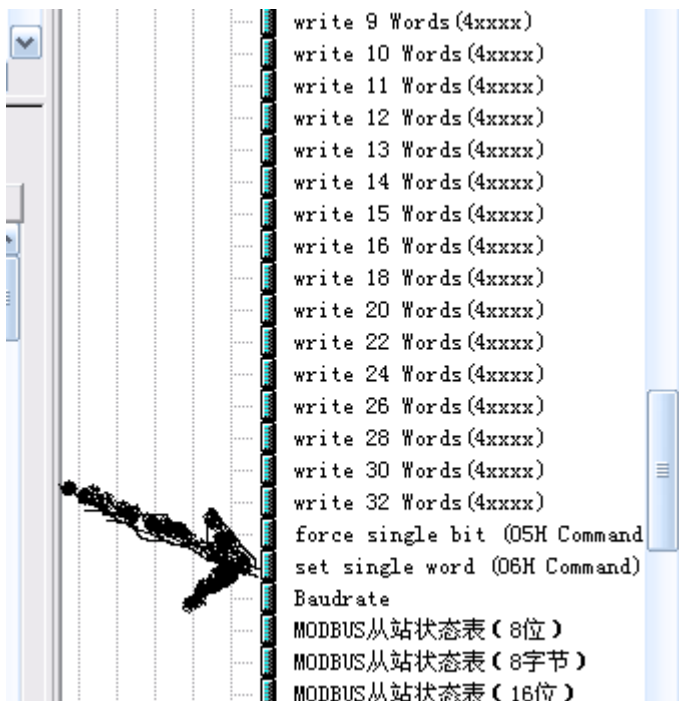 write 9 Words(4xxxx)
write 10 Words(4xxxx)
write 11 Words(4xxxx)
write 12 Words(4xxxx)
write 13 Words(4xxxx)
write 14 Words(4xxxx)
write 15 Words(4xxxx)
write 16 Words(4xxxx)
write 18 Words(4xxxx)
write 20 Words(4xxxx)
write 22 Words(4xxxx)
write 24 Words(4xxxx)
write 26 Words(4xxxx)
write 28 Words(4xxxx)
write 30 Words(4xxxx)
write 32 Words(4xxxx)
force single bit (05H Command
set single word (06H Command)
Baudrate
MODBUS从站状态表(8位)
MODBUS从站状态表(8字节)
MODBUS从站状态表(16位)